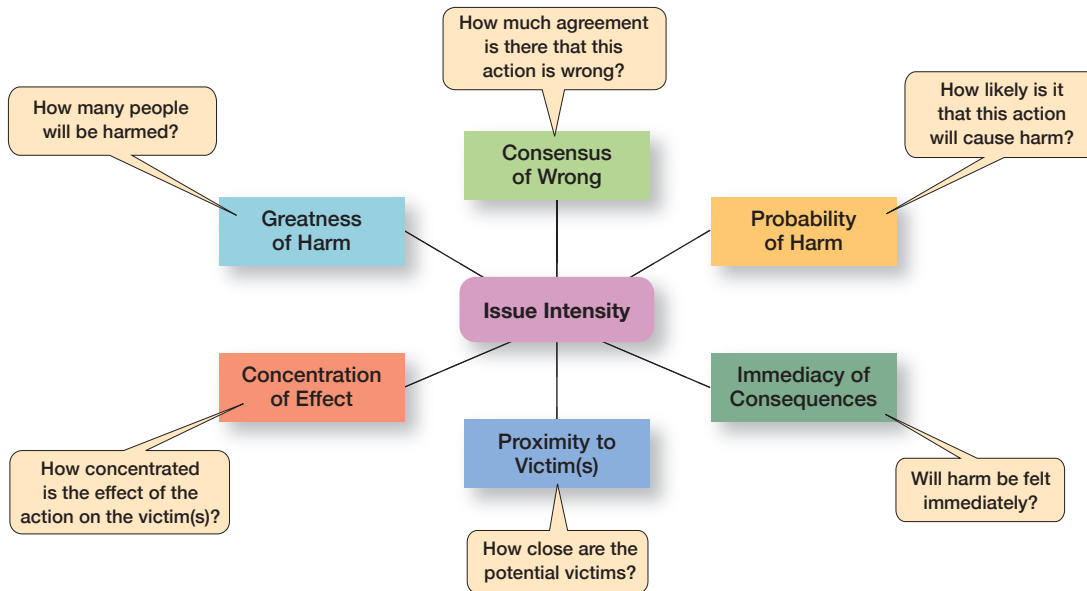 How much agreement
is there that this
action is wrong?
How many people
will be harmed?
How likely is it
that this action
will cause harm?
Consensus
of Wrong
Greatness
of Harm
Probability
of Harm
Issue Intensity
Concentration
of Effect
Immediacy of
Consequences
Proximity to
Victim(s)
How concentrated
is the effect of the
action on the victim(s)?
Will harm be felt
immediately?
How close are the
potential victims?